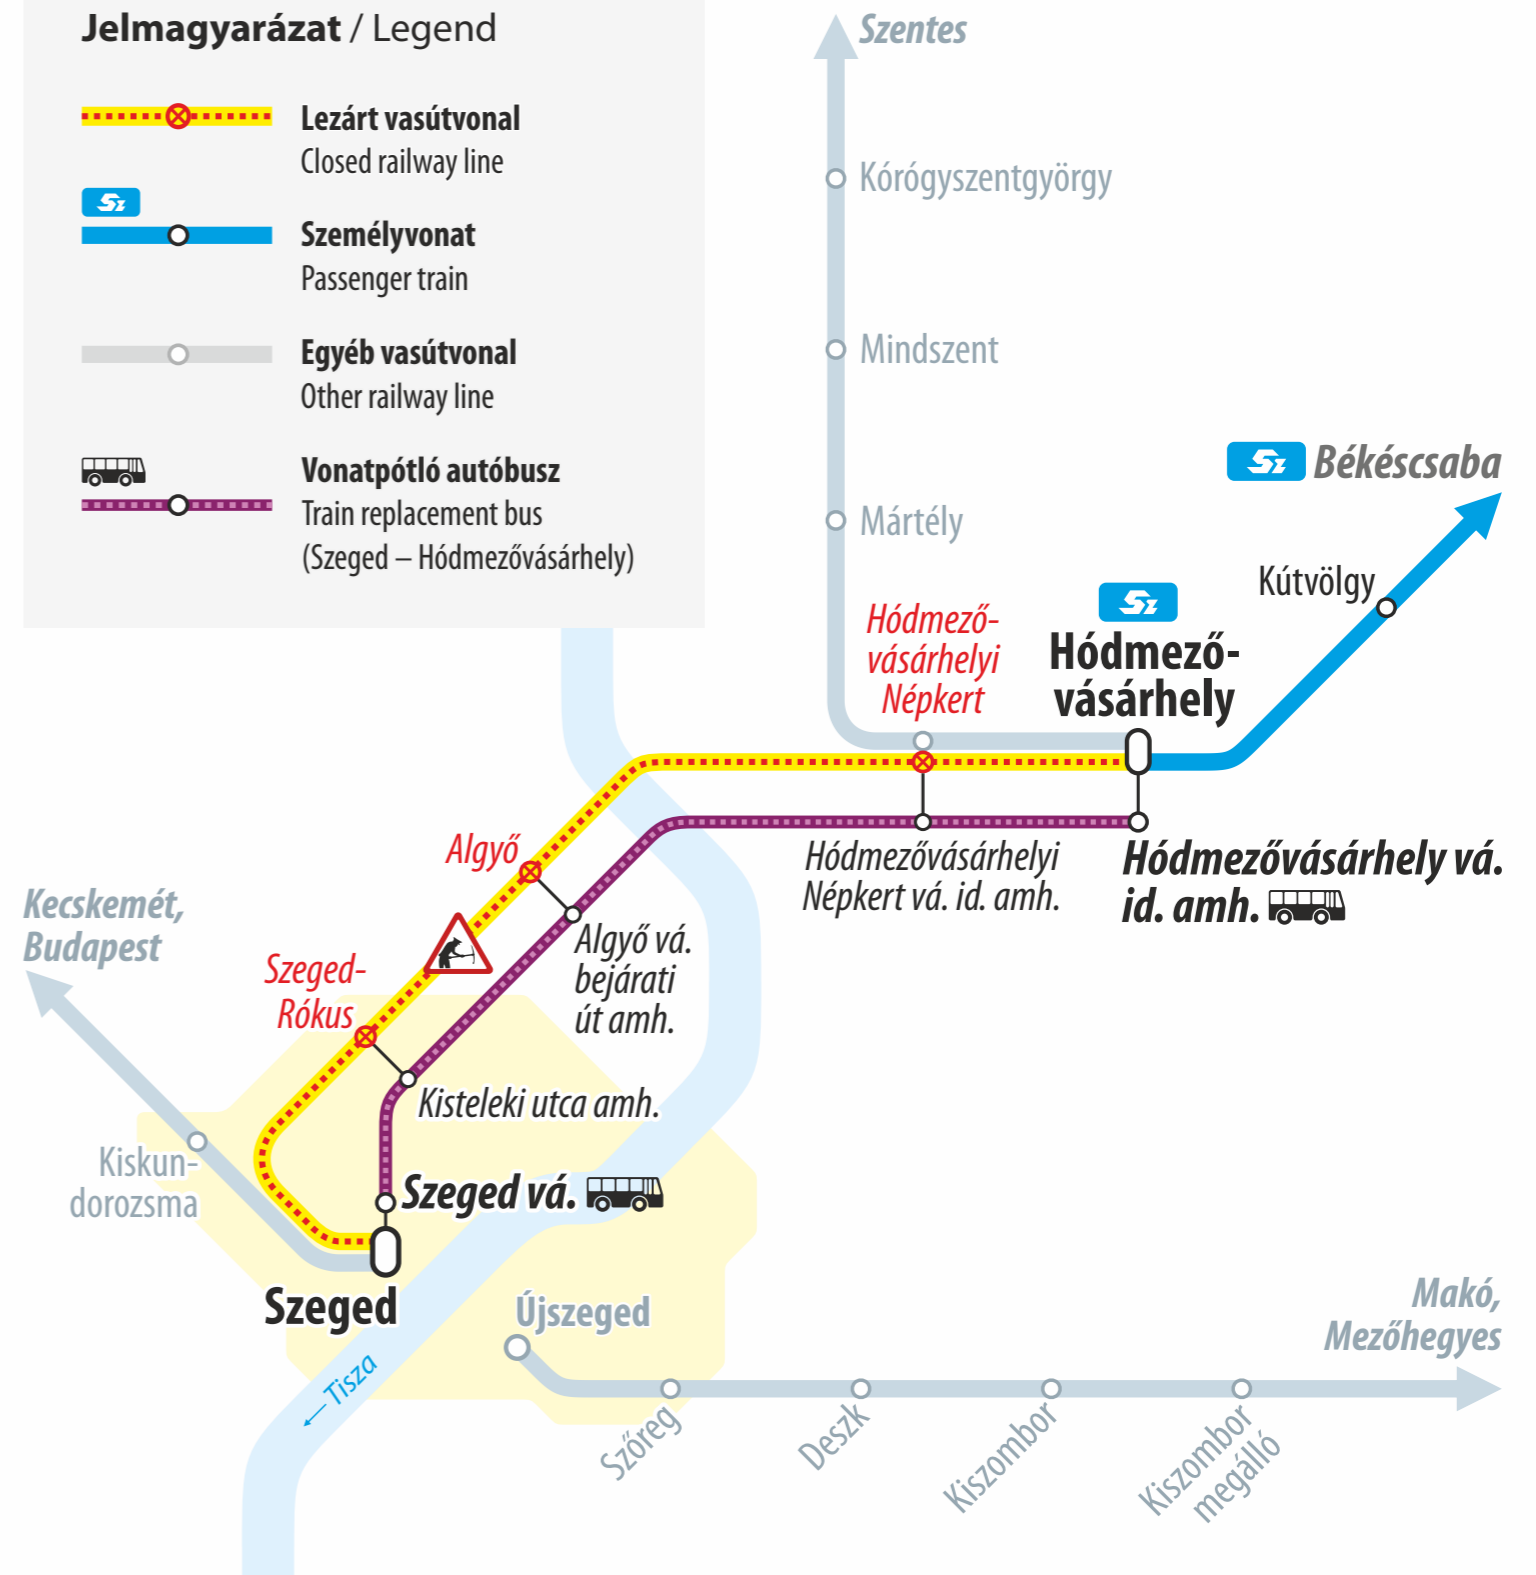 Jelmagyarázat / Legend
Lezárt vasútvonal
Closed railway line
Sz
Személyvonat
Passenger train
Egyéb vasútvonal
Other railway line
Vonatpótló autóbusz
Train replacement bus
(Szeged – Hódmezővásárhely)
Szentes
Kórógyszentgyörgy
Mindszent
Mártély
Sz Békéscsaba
Kútvölgy
Sz
Hódmező-
vásárhely
Hódmező-
vásárhelyi
Népkert
Hódmezővásárhelyi
Népkert vá. id. amh.
Hódmezővásárhely vá.
id. amh.
Algyő
Algyő vá.
bejárati
út amh.
Kecskemét,
Budapest
Szeged-
Rókus
Kisteleki utca amh.
Kiskun-
dorozsma
Szeged vá.
Szeged
Újszeged
← Tisza
Makó,
Mezőhegyes
Szőreg
Deszk
Kiszombor
Kiszombor
megálló